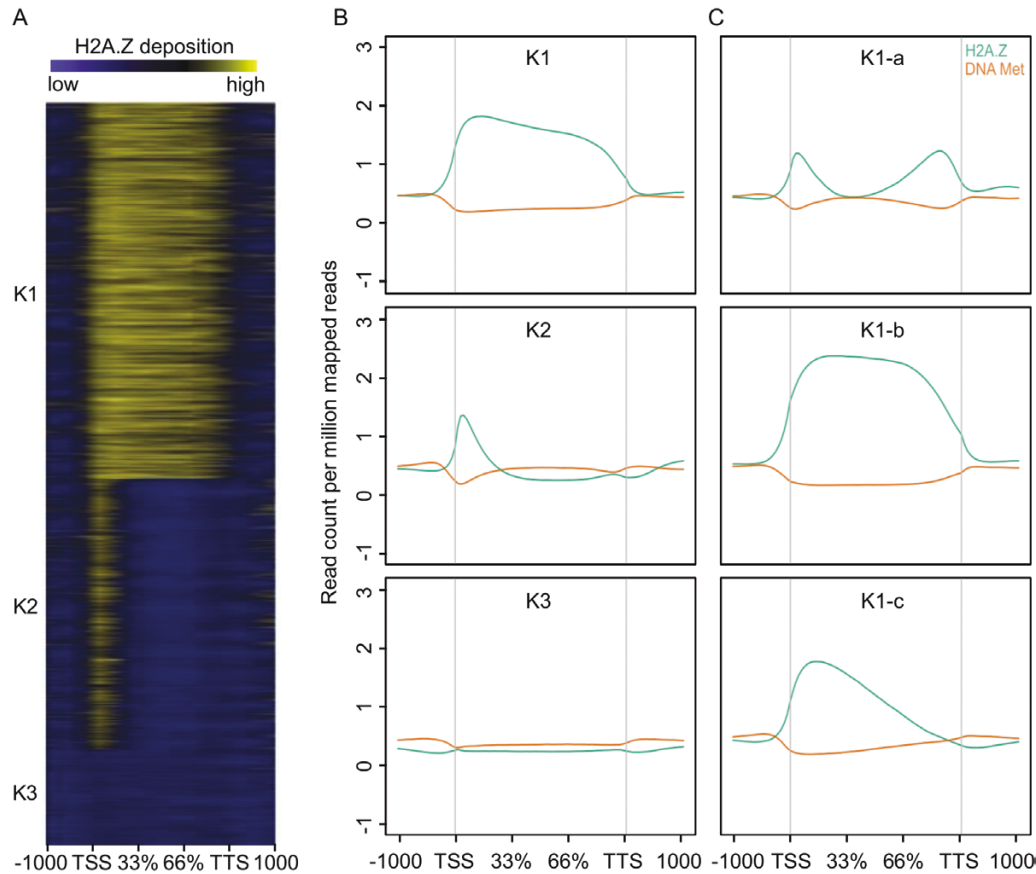 A
H2A.Z deposition
low high
K1
K2
K3
-1000 TSS 33% 66% TTS 1000
B
Read count per million mapped reads
K1
3
2
1
0
-1
K2
3
2
1
0
-1
K3
3
2
1
0
-1
-1000 TSS 33% 66% TTS 1000
C
K1-a
H2A.Z
DNA Met
K1-b
K1-c
-1000 TSS 33% 66% TTS 1000